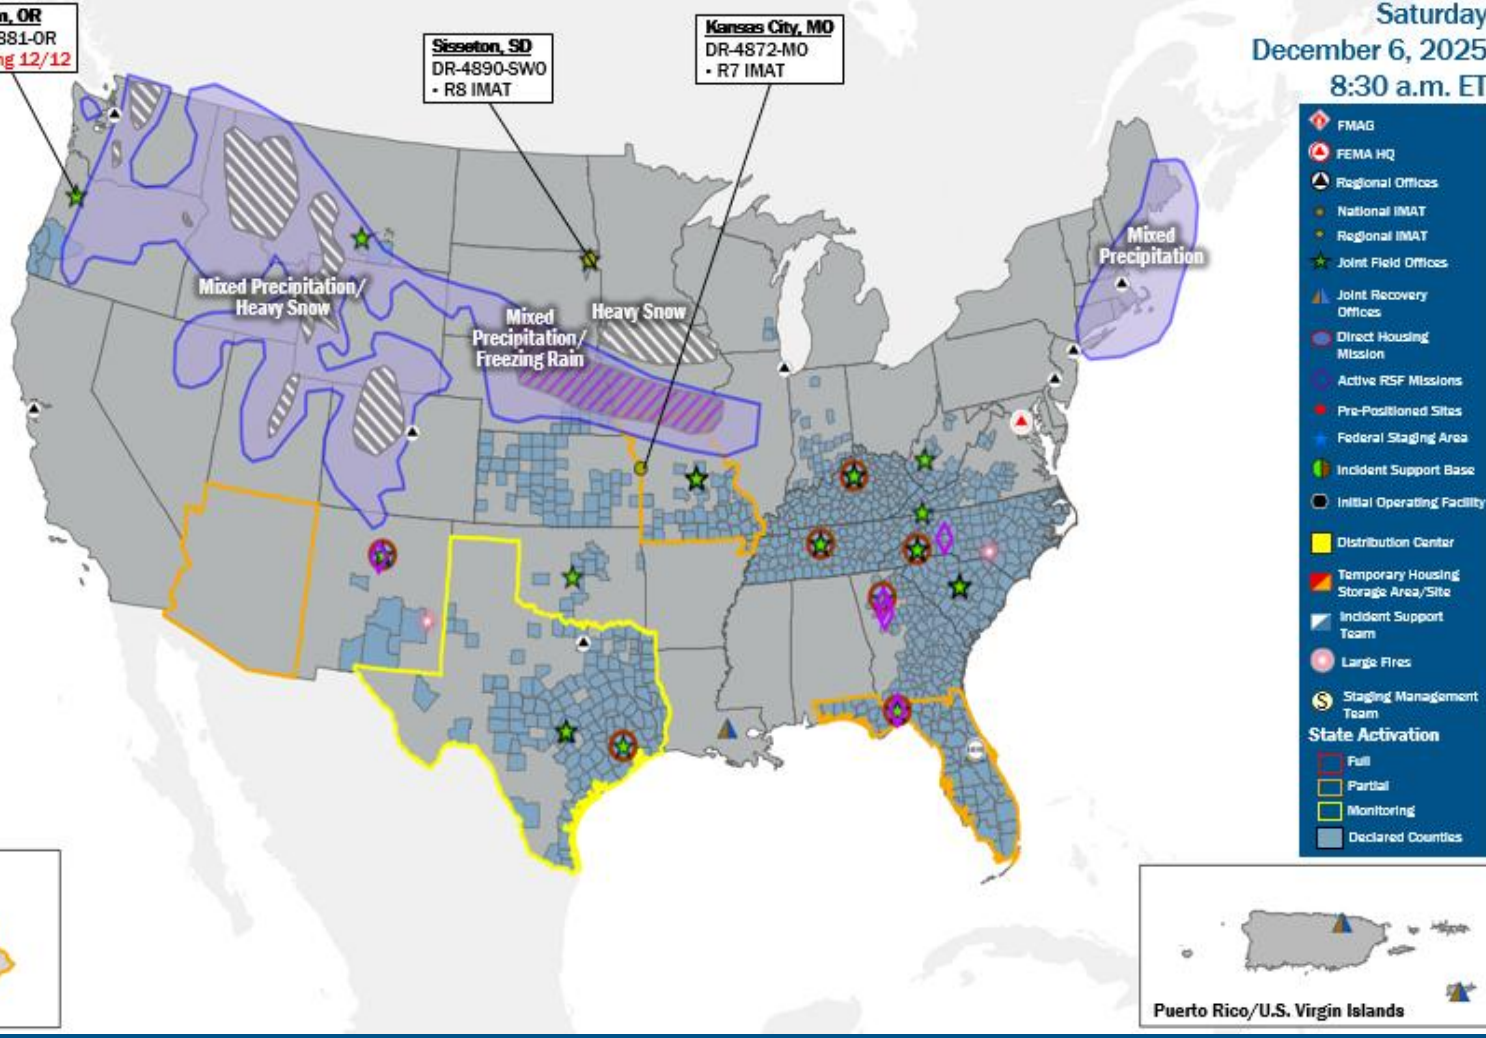 n, OR
881-OR
ng 12/12
Sisseton, SD
DR-4890-SWO
• R8 IMAT
Kansas City, MO
DR-4872-MO
• R7 IMAT
Saturday
December 6, 2025
8:30 a.m. ET
Mixed Precipitation/
Heavy Snow
Mixed
Precipitation/
Freezing Rain
Heavy Snow
Mixed
Precipitation
FMAG
FEMA HQ
Regional Offices
National IMAT
Regional IMAT
Joint Field Offices
Joint Recovery
Offices
Direct Housing
Mission
Active RSF Missions
Pre-Positioned Sites
Federal Staging Area
Incident Support Base
Initial Operating Facility
Distribution Center
Temporary Housing
Storage Area/Site
Incident Support
Team
Large Fires
S
Staging Management
Team
State Activation
Full
Partial
Monitoring
Declared Counties
Puerto Rico/U.S. Virgin Islands